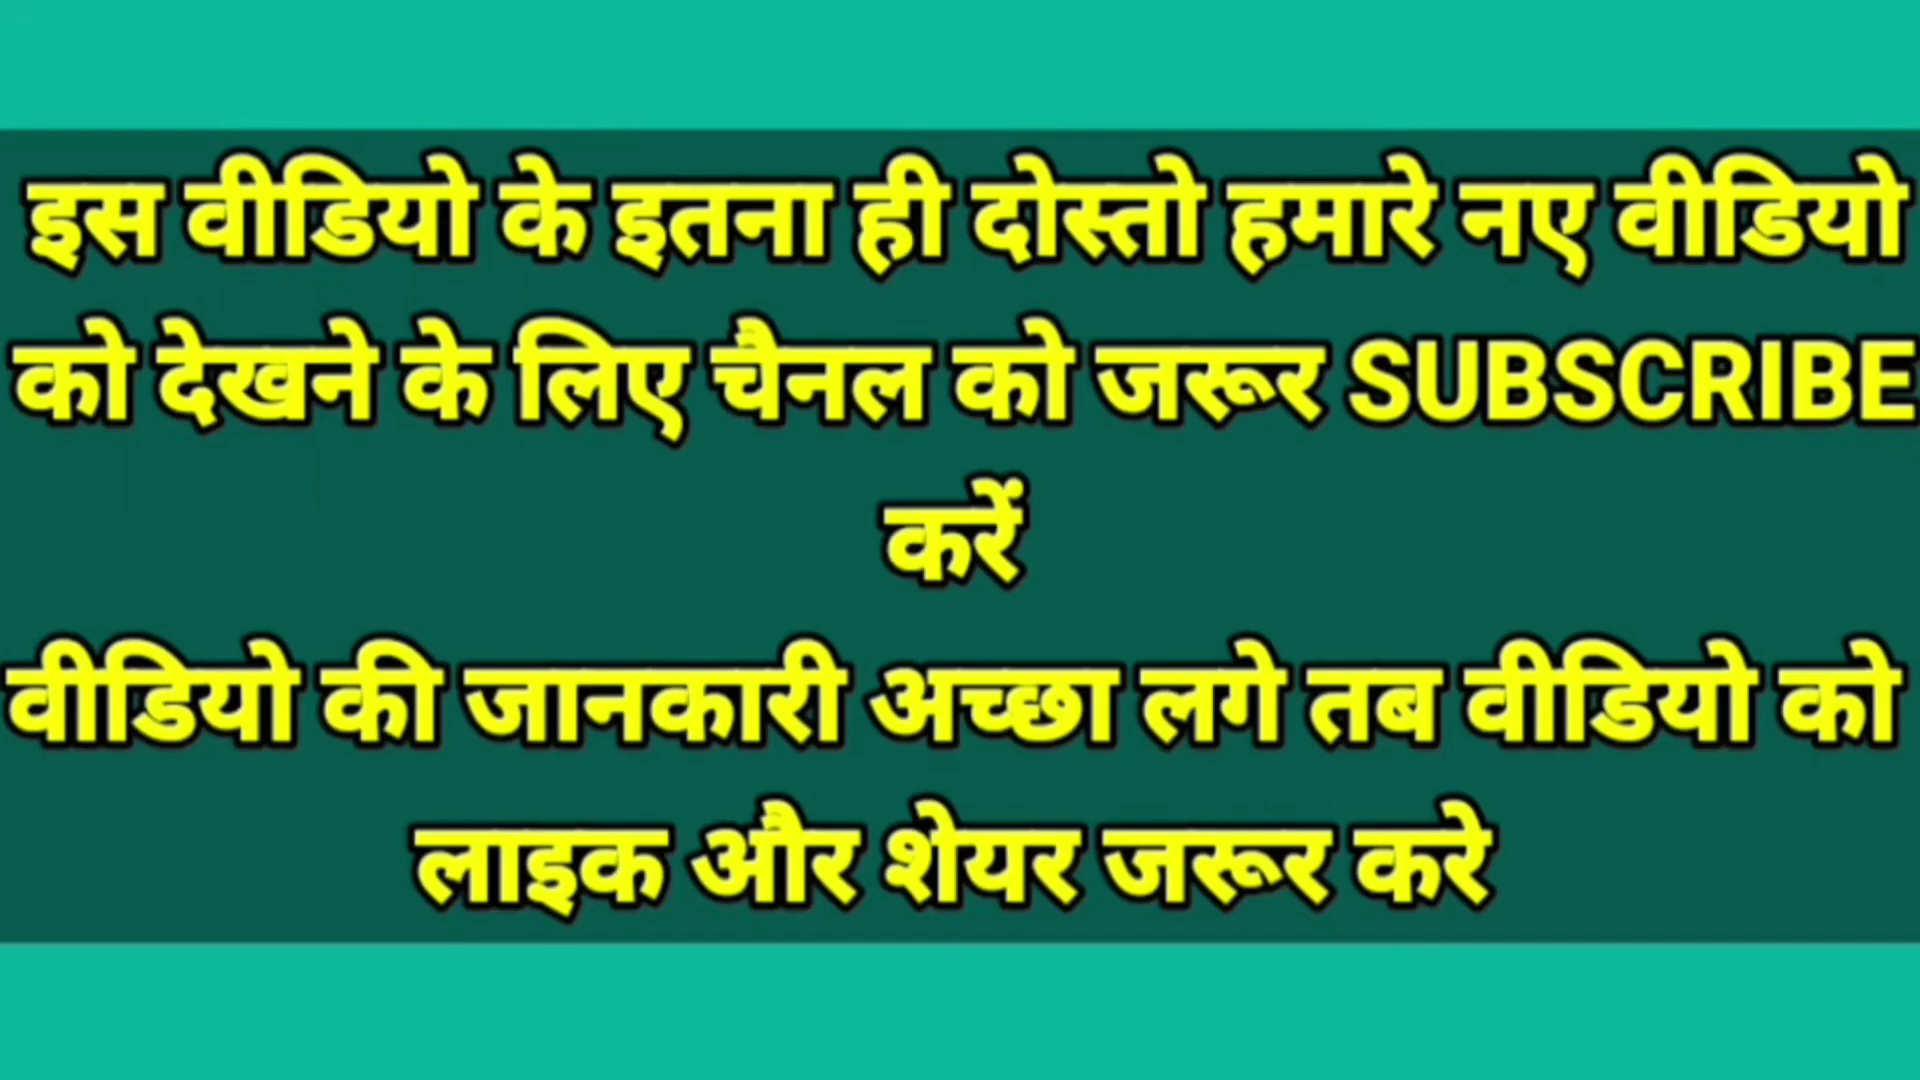 इस वीडियो के इतना ही दोस्तो हमारे नए वीडियो
को देखने के लिए चैनल को जरूर SUBSCRIBE
करें
वीडियो की जानकारी अच्छा लगे तब वीडियो को
लाइक और शेयर जरूर करे